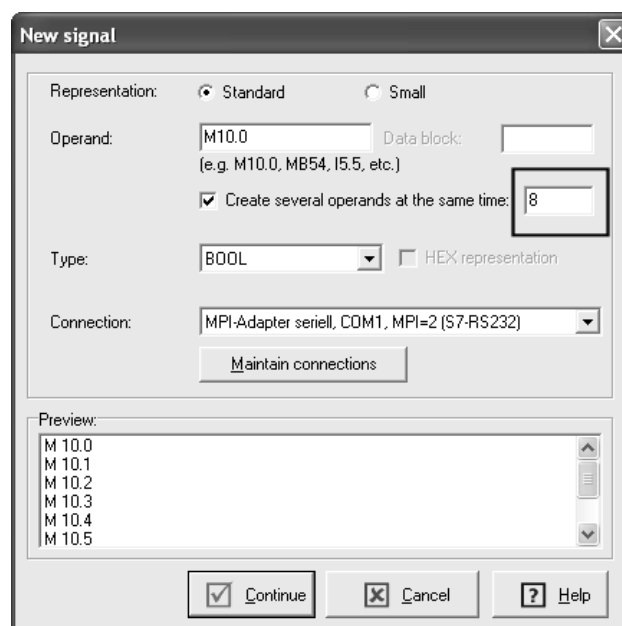 New signal
Representation: Standard Small
Operand: M10.0 Data block:
(e.g. M10.0, MB54, I5.5, etc.)
Create several operands at the same time: 8
Type: BOOL HEX representation
Connection: MPI-Adapter seriell, COM1, MPI=2 (S7-RS232)
Maintain connections
Preview:
M 10.0
M 10.1
M 10.2
M 10.3
M 10.4
M 10.5
Continue Cancel ? Help